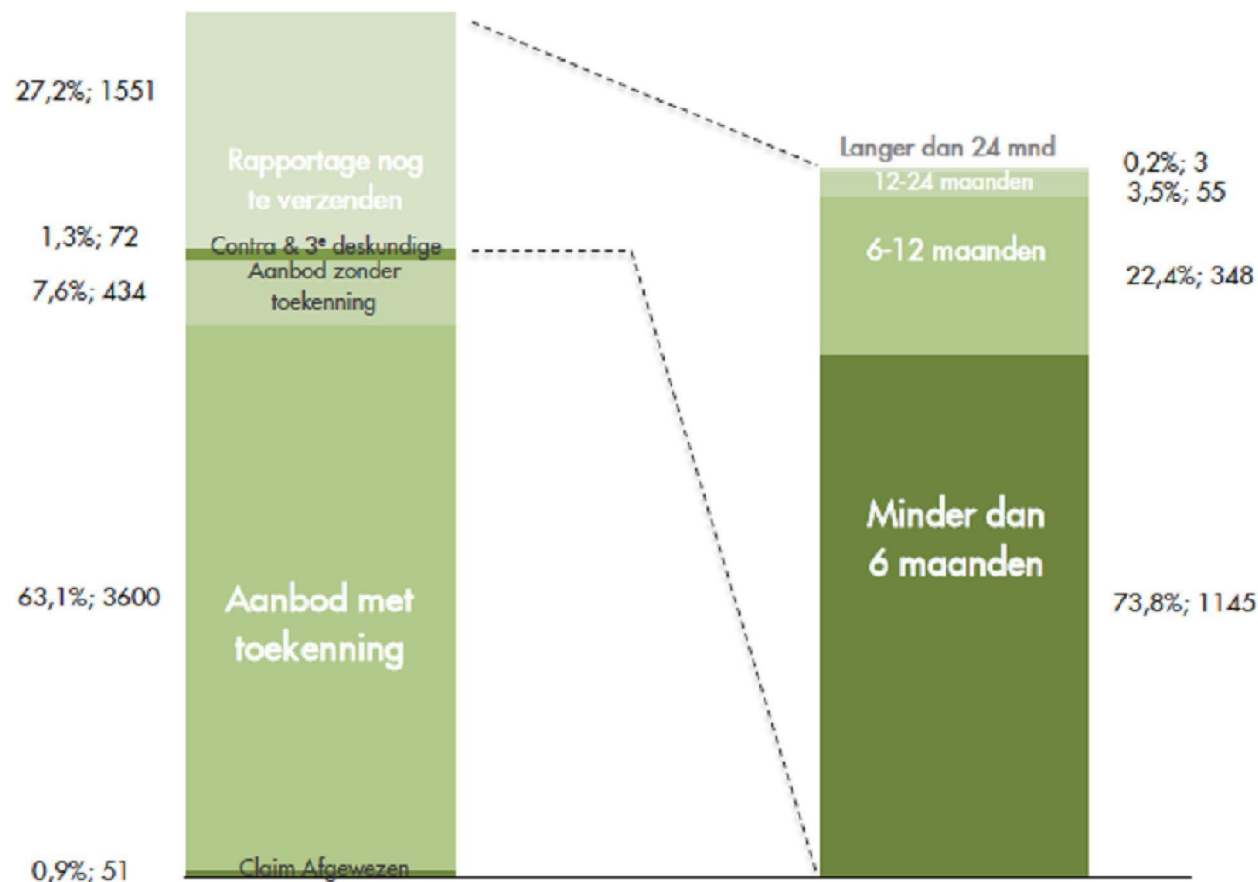 27,2%; 1551
Rapportage nog
te verzenden
1,3%; 72
Contra & 3e deskundige
7,6%; 434
Aanbod zonder
toekenning
63,1%; 3600
Aanbod met
toekenning
0,9%; 51
Claim Afgewezen
Langer dan 24 mnd
0,2%; 3
12-24 maanden
3,5%; 55
6-12 maanden
22,4%; 348
Minder dan
6 maanden
73,8%; 1145